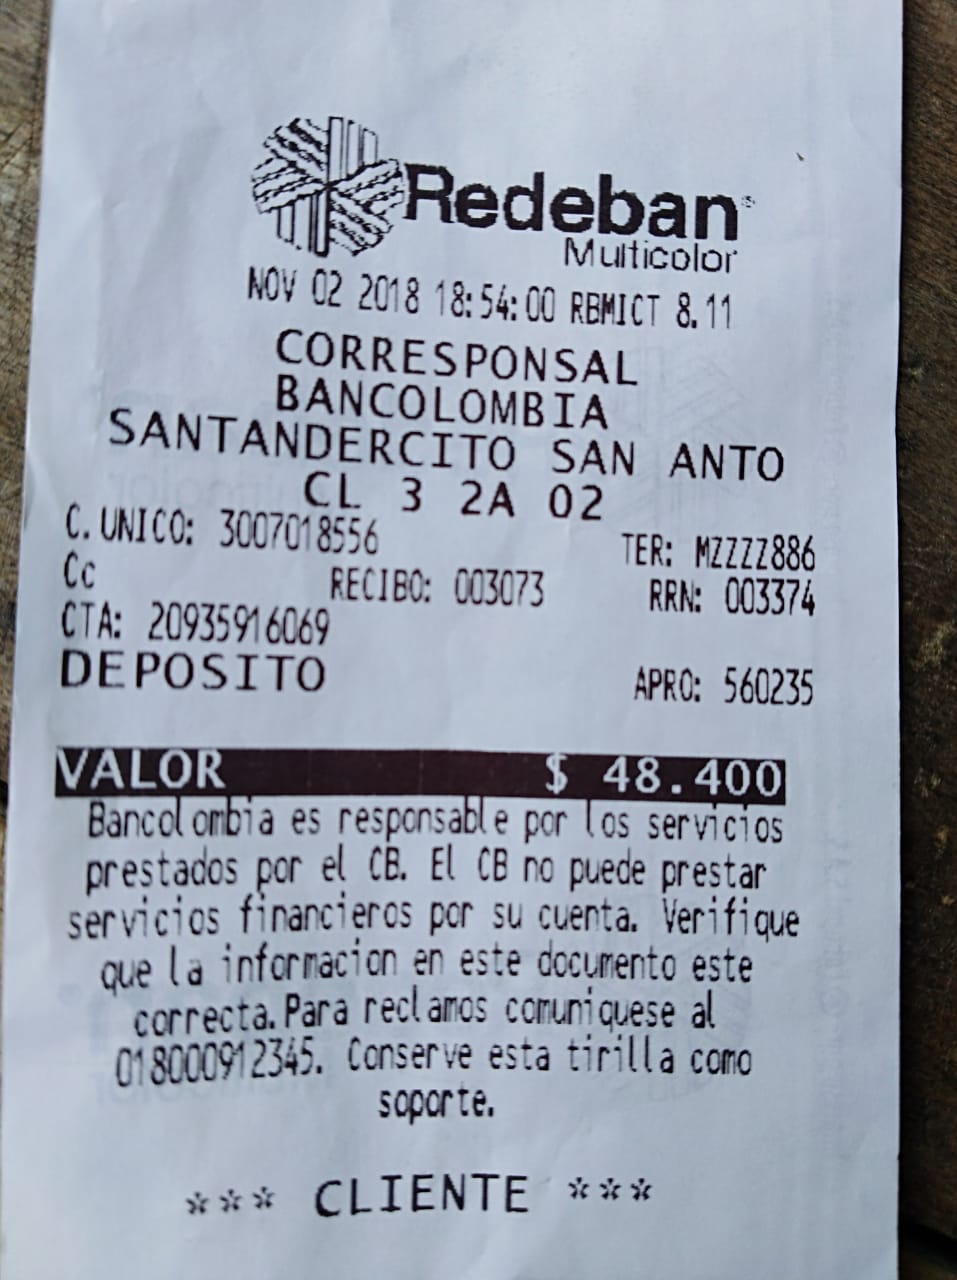 Redeban®
Multicolor
NOV 02 2018 18:54:00 RBMICT 8.11
CORRESPONSAL
BANCOLOMBIA
SANTANDERCITO SAN ANTO
CL 3 2A 02
C. UNICO: 3007018556 TER: MZZZZ886
Cc RECIBO: 003073 RRN: 003374
CTA: 20935916069
DEPOSITO APRO: 560235
VALOR $ 48.400
Bancolombia es responsable por los servicios
prestados por el CB. El CB no puede prestar
servicios financieros por su cuenta. Verifique
que la informacion en este documento este
correcta. Para reclamos comuniquese al
018000912345. Conserve esta tirilla como
soporte.
*** CLIENTE ***